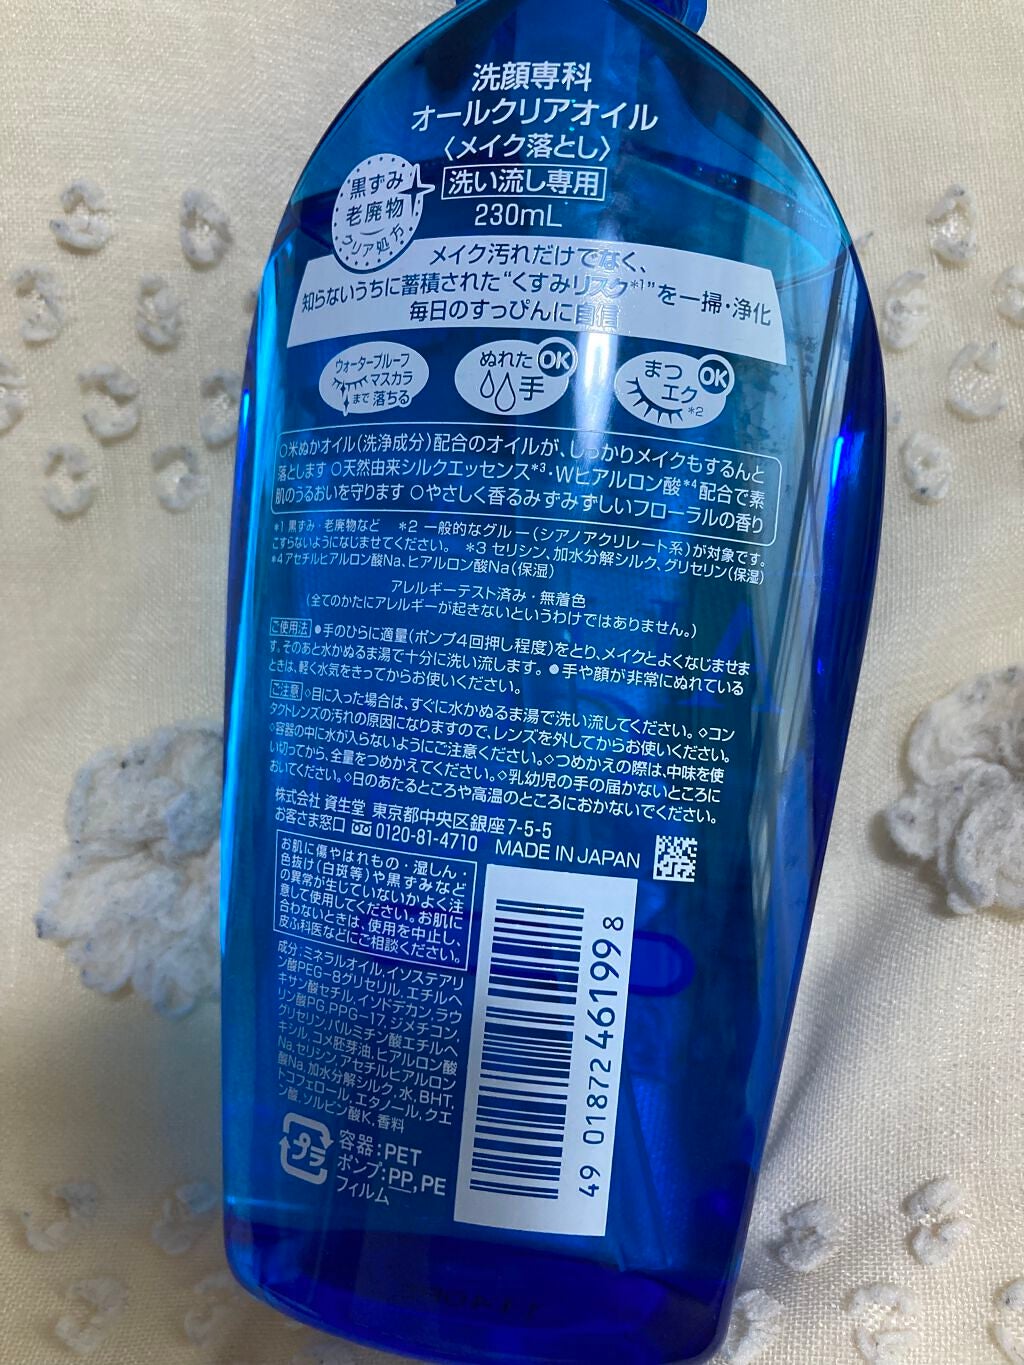 洗顔専科
オールクリアオイル
〈メイク落とし〉
洗い流し専用
230mL
黒ずみ
老廃物
クリア処方
メイク汚れだけでなく、
知らないうちに蓄積された“くすみリスク*1”を一掃・浄化
毎日のすっぴんに自信
ウォータープルーフ
マスカラ
まで 落ちる
ぬれた
手
OK
まつ
エク
*2
OK
○米ぬかオイル(洗浄成分)配合のオイルが、しっかりメイクもするんと
落とします ○天然由来シルクエッセンス*3・Wヒアルロン酸*4配合で素
肌のうるおいを守ります ○やさしく香るみずみずしいフローラルの香り
*1 黒ずみ・老廃物など *2 一般的なグルー(シアノアクリレート系)が対象です。
こすらないようになじませてください。 *3 セリシン、加水分解シルク、グリセリン(保湿)
*4 アセチルヒアルロン酸Na、ヒアルロン酸Na(保湿)
アレルギーテスト済み・無着色
(全てのかたにアレルギーが起きないというわけではありません。)
ご使用法 ●手のひらに適量(ポンプ4回押し程度)をとり、メイクとよくなじませま
す。そのあと水かぬるま湯で十分に洗い流します。●手や顔が非常にぬれている
ときは、軽く水気をきってからお使いください。
ご注意 ◇目に入った場合は、すぐに水かぬるま湯で洗い流してください。◇コン
タクトレンズの汚れの原因になりますので、レンズを外してからお使いください。
◇容器の中に水が入らないようにご注意ください。◇つめかえの際は、中味を使
い切ってから、全量をつめかえてください。◇乳幼児の手の届かないところに
おいてください。◇日のあたるところや高温のところにおかないでください。
株式会社 資生堂 東京都中央区銀座7-5-5
お客さま窓口 0120-81-4710 MADE IN JAPAN
お肌に傷やはれもの・湿しん・
色抜け(白斑等)や黒ずみなど
の異常が生じていないかよく注
意して使用してください。お肌に
合わないときは、使用を中止し、
皮ふ科医などにご相談ください。
成分:ミネラルオイル,イソステアリ
ン酸PEG-8グリセリル,エチルヘ
キサン酸セチル,イソドデカン,ラウ
リン酸PG,PPG-17,ジメチコン,
グリセリン,パルミチン酸エチルヘ
キシル,コメ胚芽油,ヒアルロン酸
Na,セリシン,アセチルヒアルロン
酸Na,加水分解シルク,水,BHT,
トコフェロール,エタノール,クエ
ン酸,ソルビン酸K,香料
プラ
容器:PET
ポンプ:PP,PE
フィルム
49 01872 461998